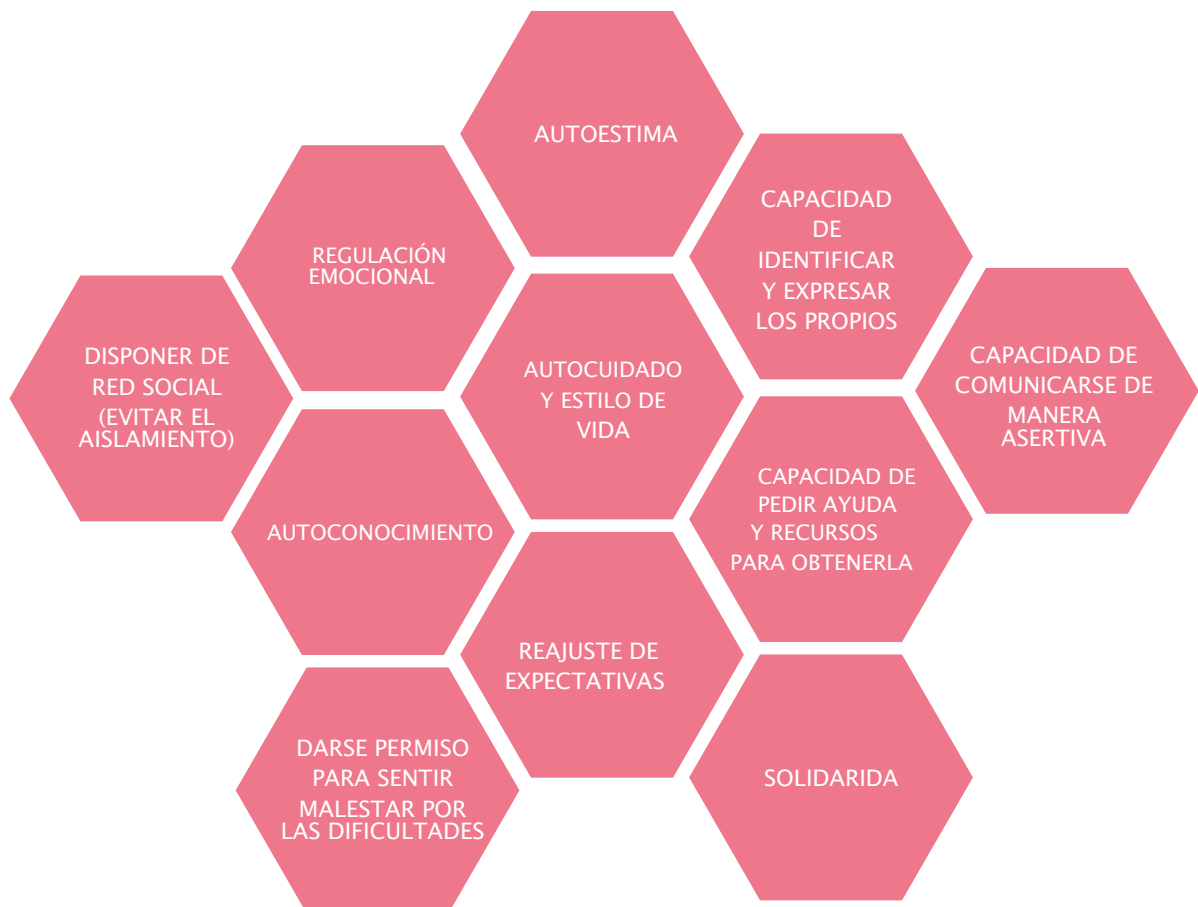 AUTOESTIMA
CAPACIDAD
DE
IDENTIFICAR
Y EXPRESAR
LOS PROPIOS
REGULACIÓN
EMOCIONAL
DISPONER DE
RED SOCIAL
(EVITAR EL
AISLAMIENTO)
AUTOCUIDADO
Y ESTILO DE
VIDA
CAPACIDAD DE
COMUNICARSE DE
MANERA
ASERTIVA
AUTOCONOCIMIENTO
CAPACIDAD DE
PEDIR AYUDA
Y RECURSOS
PARA OBTENERLA
REAJUSTE DE
EXPECTATIVAS
DARSE PERMISO
PARA SENTIR
MALESTAR POR
LAS DIFICULTADES
SOLIDARIDA